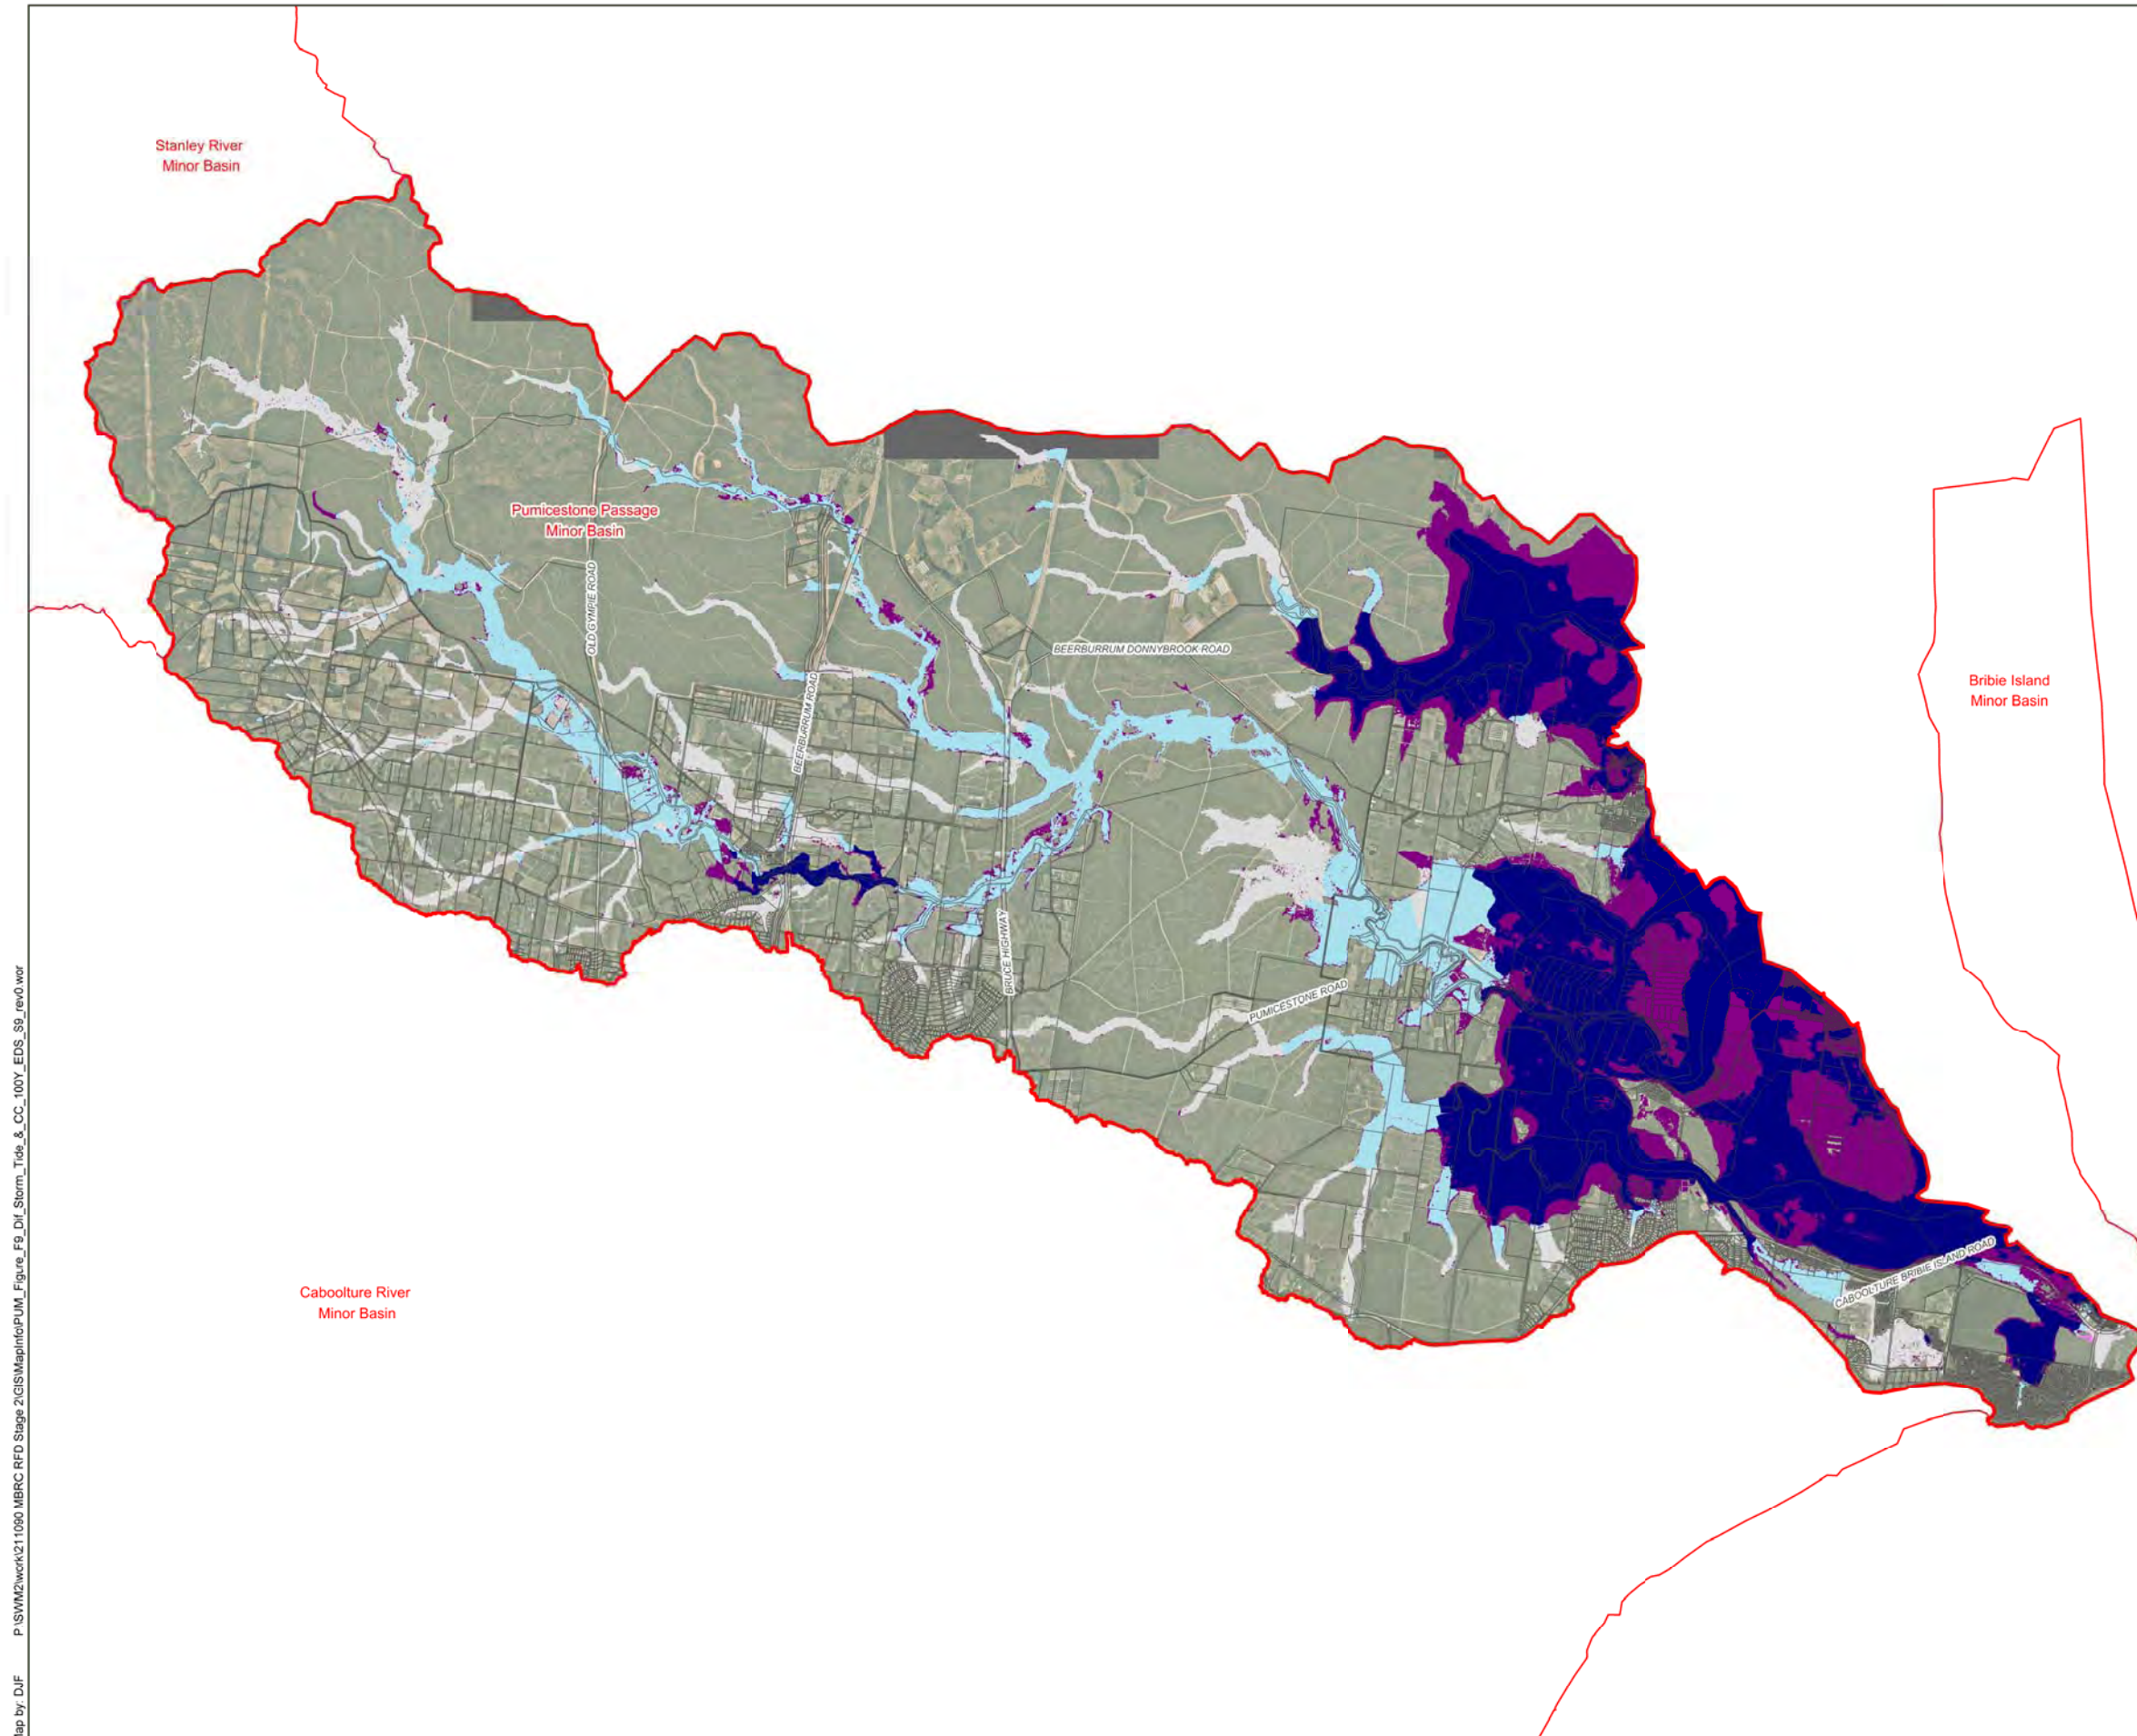 Stanley River
Minor Basin
Pumicestone Passage
Minor Basin
OLD GYMPIE ROAD
BEERBURRUM DONNYBROOK ROAD
BEERBURRUM ROAD
Bribie Island
Minor Basin
BRUCE HIGHWAY
PUMICESTONE ROAD
CABOOLTURE BRIBIE ISLAND ROAD
Caboolture River
Minor Basin
P:\SWM2\work\211090 MBRC RFD Stage 2\GIS\MapInfo\PUM_Figure_F9_Dif_Storm_Tide_&_CC_100Y_EDS_S9_rev0.wor
Map by: DJF